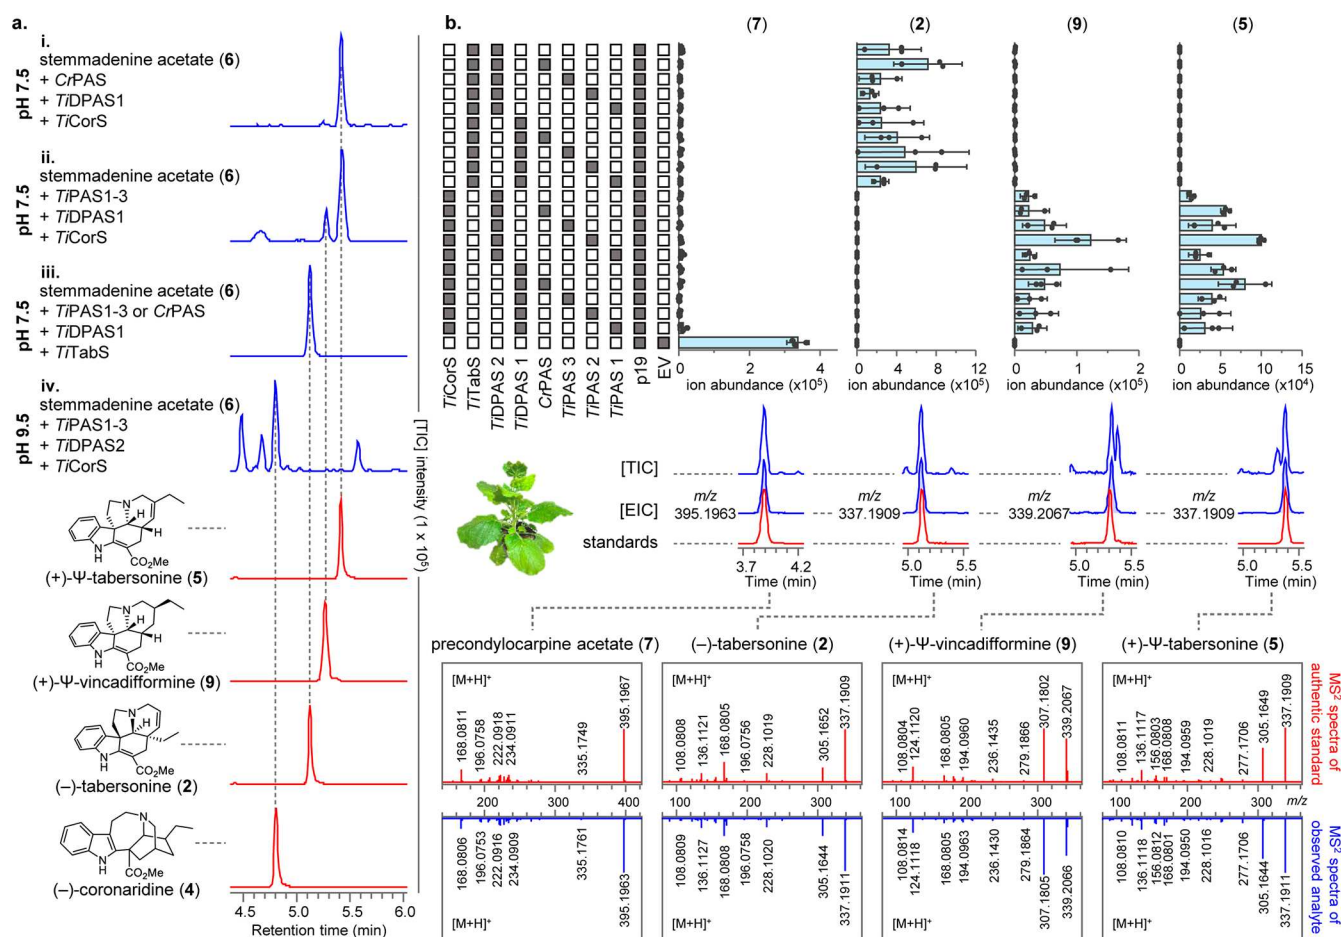 a.
i.
stemmadenine acetate (6)
+ CrPAS
+ TiDPAS1
+ TiCorS
pH 7.5
ii.
stemmadenine acetate (6)
+ TiPAS1-3
+ TiDPAS1
+ TiCorS
pH 7.5
iii.
stemmadenine acetate (6)
+ TiPAS1-3 or CrPAS
+ TiDPAS1
+ TiTabS
pH 7.5
iv.
stemmadenine acetate (6)
+ TiPAS1-3
+ TiDPAS2
+ TiCorS
pH 9.5
[TIC] intensity (1 × 10⁵)
N
H
H
N
H
CO₂Me
(+)-Ψ-tabersonine (5)
N
H
H
N
H
CO₂Me
(+)-Ψ-vincadifformine (9)
N
H
N
H
CO₂Me
(–)-tabersonine (2)
N
N
H
CO₂Me
(–)-coronaridine (4)
4.5 5.0 5.5 6.0
Retention time (min)
b.
(7) (2) (9) (5)
0 2 4
0 2 4 6 8 10
0 1 2
0 5 10 15
ion abundance (x10⁵) ion abundance (x10⁵) ion abundance (x10⁵) ion abundance (x10⁴)
TiCorS
TiTabS
TiDPAS 2
TiDPAS 1
CrPAS
TiPAS 3
TiPAS 2
TiPAS 1
p19
EV
[TIC]
[EIC]
standards
m/z
395.1963
m/z
337.1909
m/z
339.2067
m/z
337.1909
3.7 4.2
5.0 5.5
5.0 5.5
5.0 5.5
Time (min) Time (min) Time (min) Time (min)
precondylocarpine acetate (7) (–)-tabersonine (2) (+)-Ψ-vincadifformine (9) (+)-Ψ-tabersonine (5)
[M+H]⁺
168.0811
196.0758
222.0918
234.0911
335.1749
395.1967
[M+H]⁺
108.0808
136.1121
168.0805
196.0756
228.1019
305.1652
337.1909
[M+H]⁺
108.0804
124.1120
168.0805
194.0960
236.1435
279.1866
307.1802
339.2067
[M+H]⁺
108.0811
136.1117
156.0803
168.0808
194.0959
228.1019
277.1706
305.1649
337.1909
MS² spectra of
authentic standard
200 300 400
100 200 300
100 200 300
100 200 300 m/z
168.0806
196.0753
222.0916
234.0909
335.1761
395.1963
[M+H]⁺
108.0809
136.1127
168.0808
196.0758
228.1020
305.1644
337.1911
[M+H]⁺
108.0814
124.1118
168.0805
194.0963
236.1430
279.1864
307.1805
339.2066
[M+H]⁺
108.0810
136.1118
156.0812
168.0801
194.0950
228.1016
277.1706
305.1644
337.1911
[M+H]⁺
MS² spectra of
observed analyte